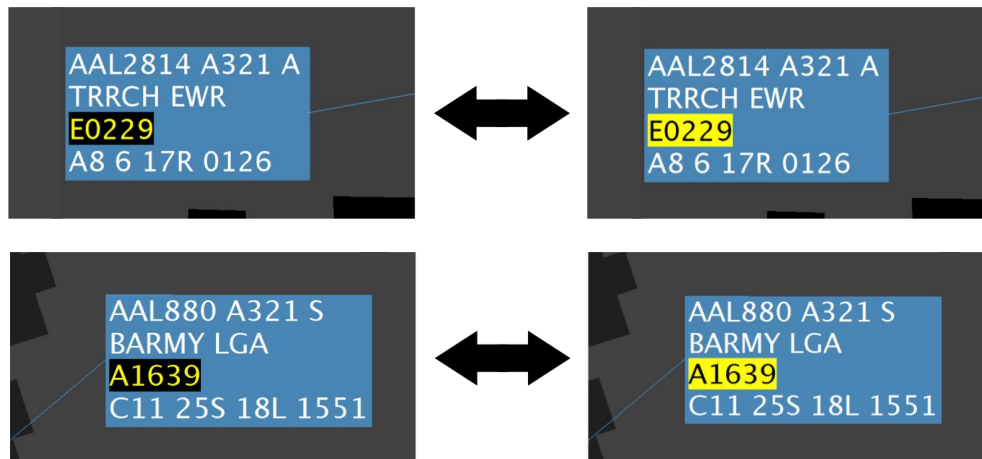 AAL2814 A321 A
TRRCH EWR
E0229
A8 6 17R 0126
AAL2814 A321 A
TRRCH EWR
E0229
A8 6 17R 0126
AAL880 A321 S
BARMY LGA
A1639
C11 25S 18L 1551
AAL880 A321 S
BARMY LGA
A1639
C11 25S 18L 1551